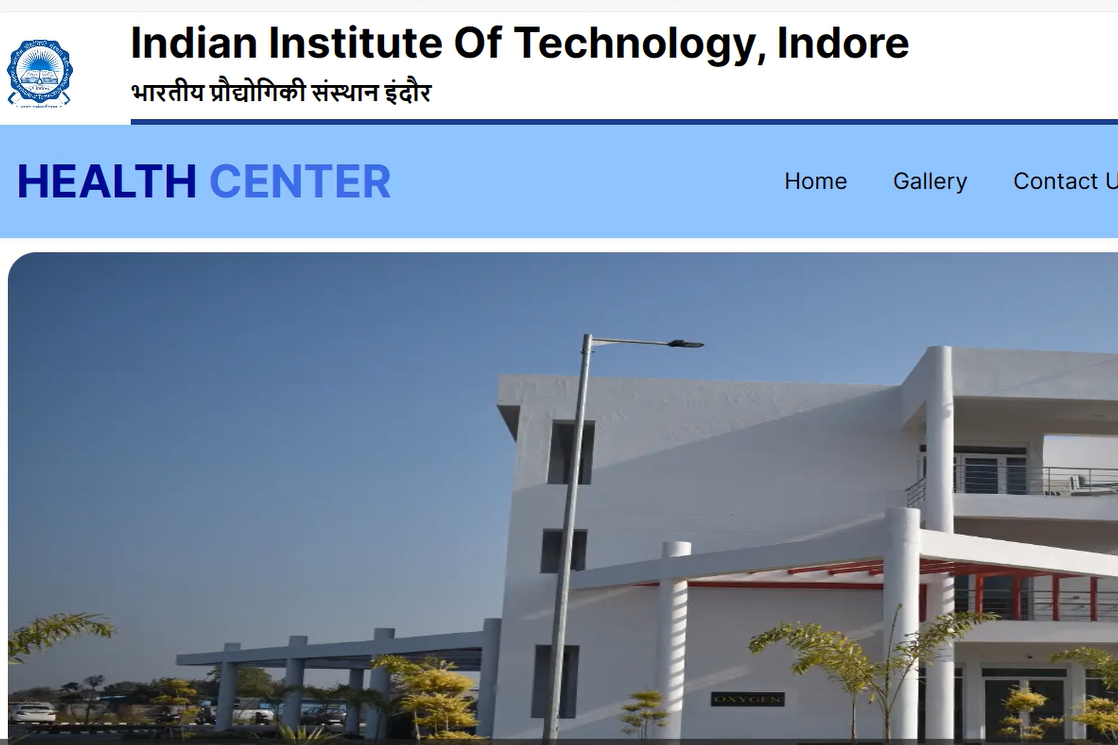 Indian Institute Of Technology, Indore
भारतीय प्रौद्योगिकी संस्थान इंदौर
HEALTH CENTER
Home Gallery Contact U
OXYGEN